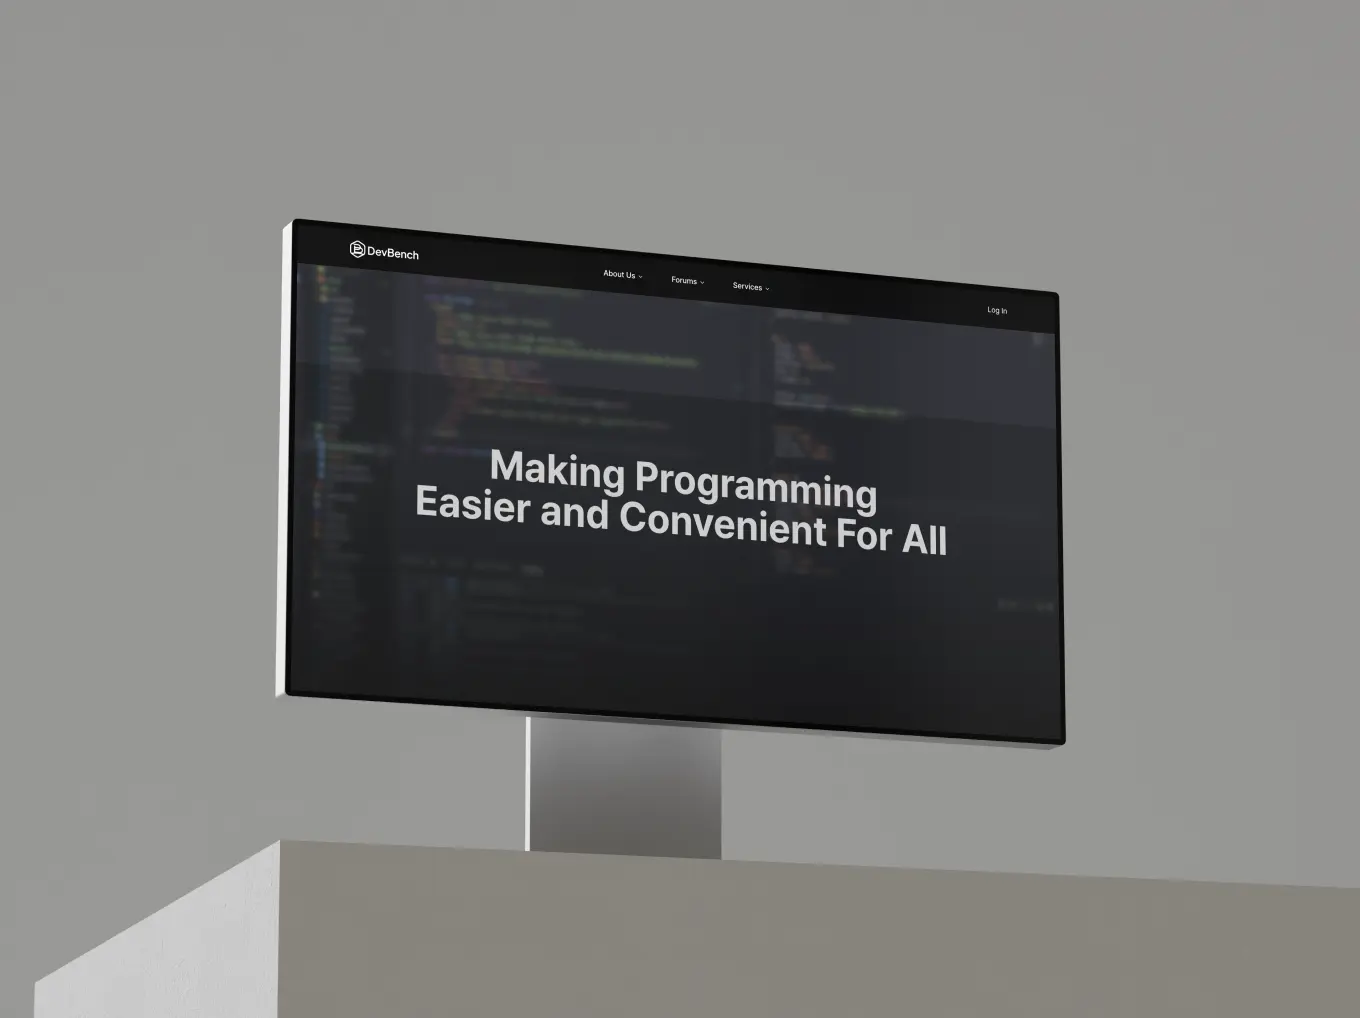 DevBench
About Us
Forums
Services
Log In
Making Programming
Easier and Convenient For All